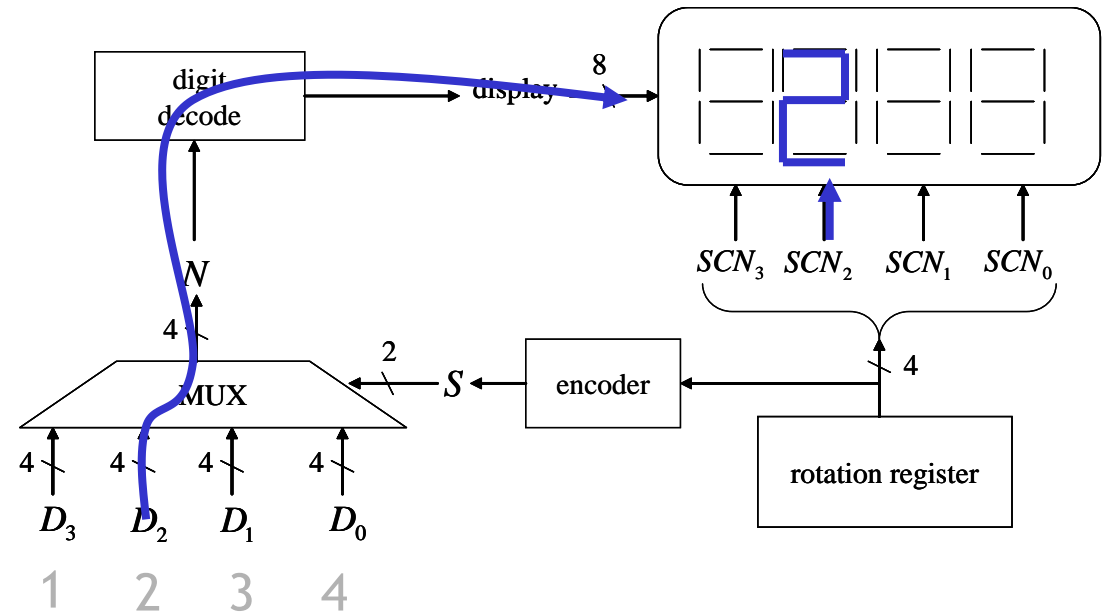 8
digit
decode
display
SCN₃ SCN₂ SCN₁ SCN₀
N
4
2
4
MUX
S
encoder
4 4 4 4
rotation register
D₃ D₂ D₁ D₀
1 2 3 4